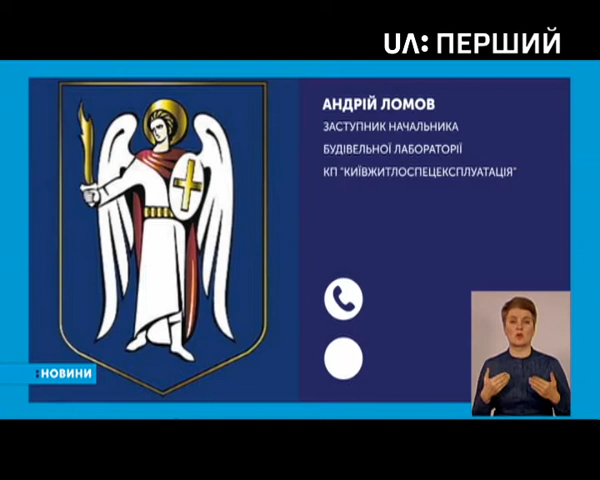 UA: ПЕРШИЙ
АНДРІЙ ЛОМОВ
ЗАСТУПНИК НАЧАЛЬНИКА
БУДІВЕЛЬНОЇ ЛАБОРАТОРІЇ
КП "КИЇВЖИТЛОСПЕЦЕКСПЛУАТАЦІЯ"
:НОВИНИ